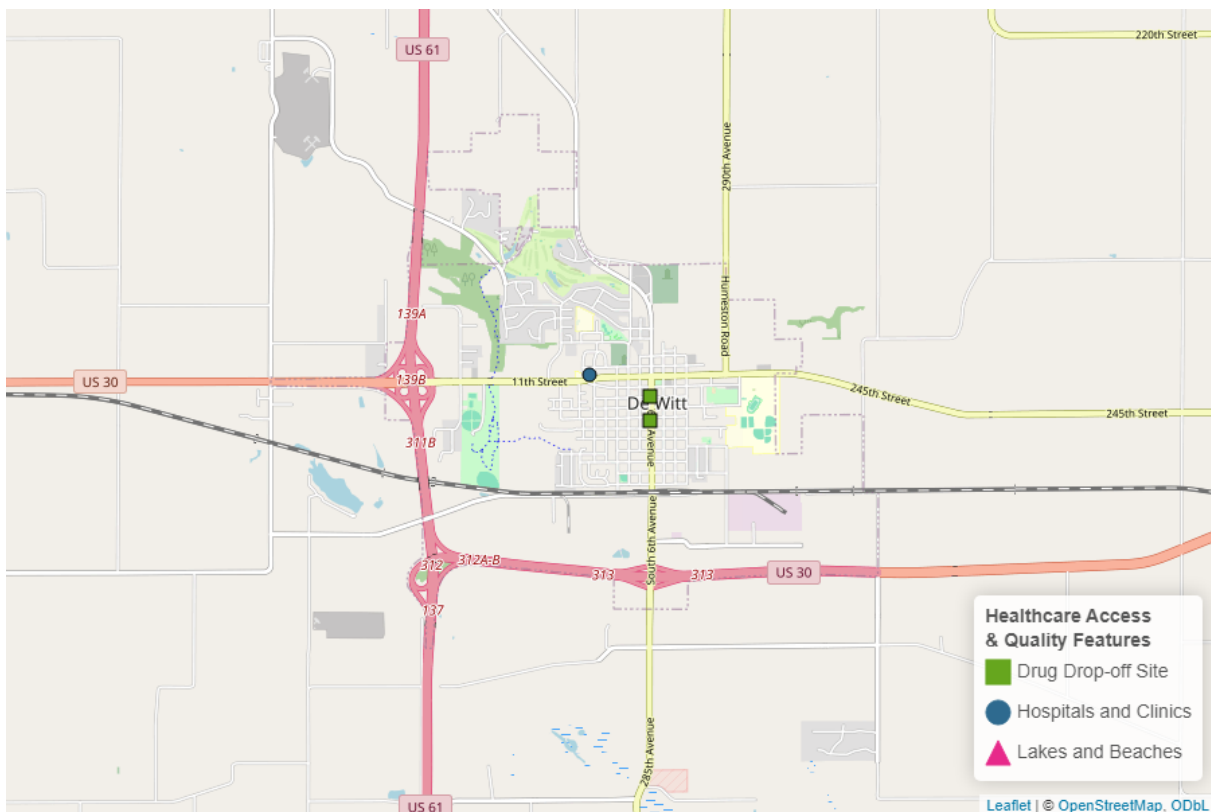 US 61
220th Street
290th Avenue
Humeston Road
139A
US 30
139B
11th Street
De Witt
245th Street
245th Street
311B
Avenue
South 6th Avenue
312A-B
312
313
313
US 30
137
285th Avenue
US 61
Healthcare Access
& Quality Features
Drug Drop-off Site
Hospitals and Clinics
Lakes and Beaches
Leaflet | © OpenStreetMap, ODbL